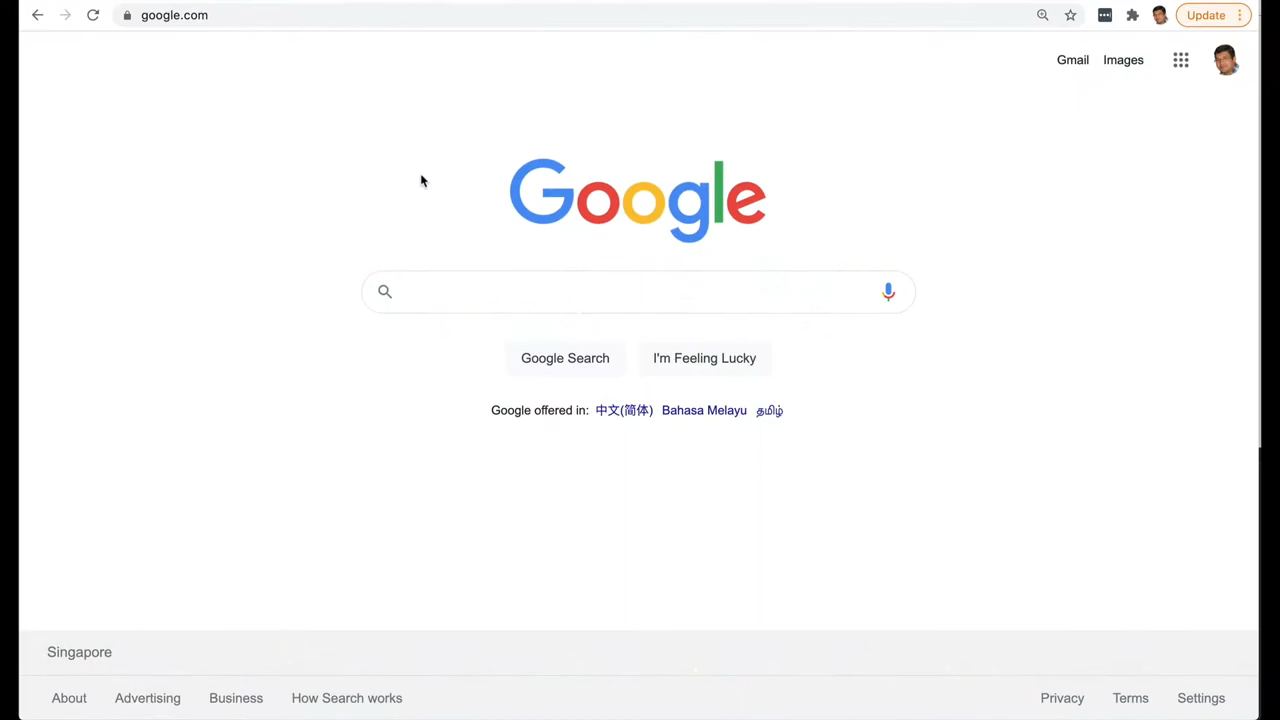 google.com
Update
Gmail Images
Google
Google Search I'm Feeling Lucky
Google offered in: 中文(简体) Bahasa Melayu தமிழ்
Singapore
About Advertising Business How Search works Privacy Terms Settings